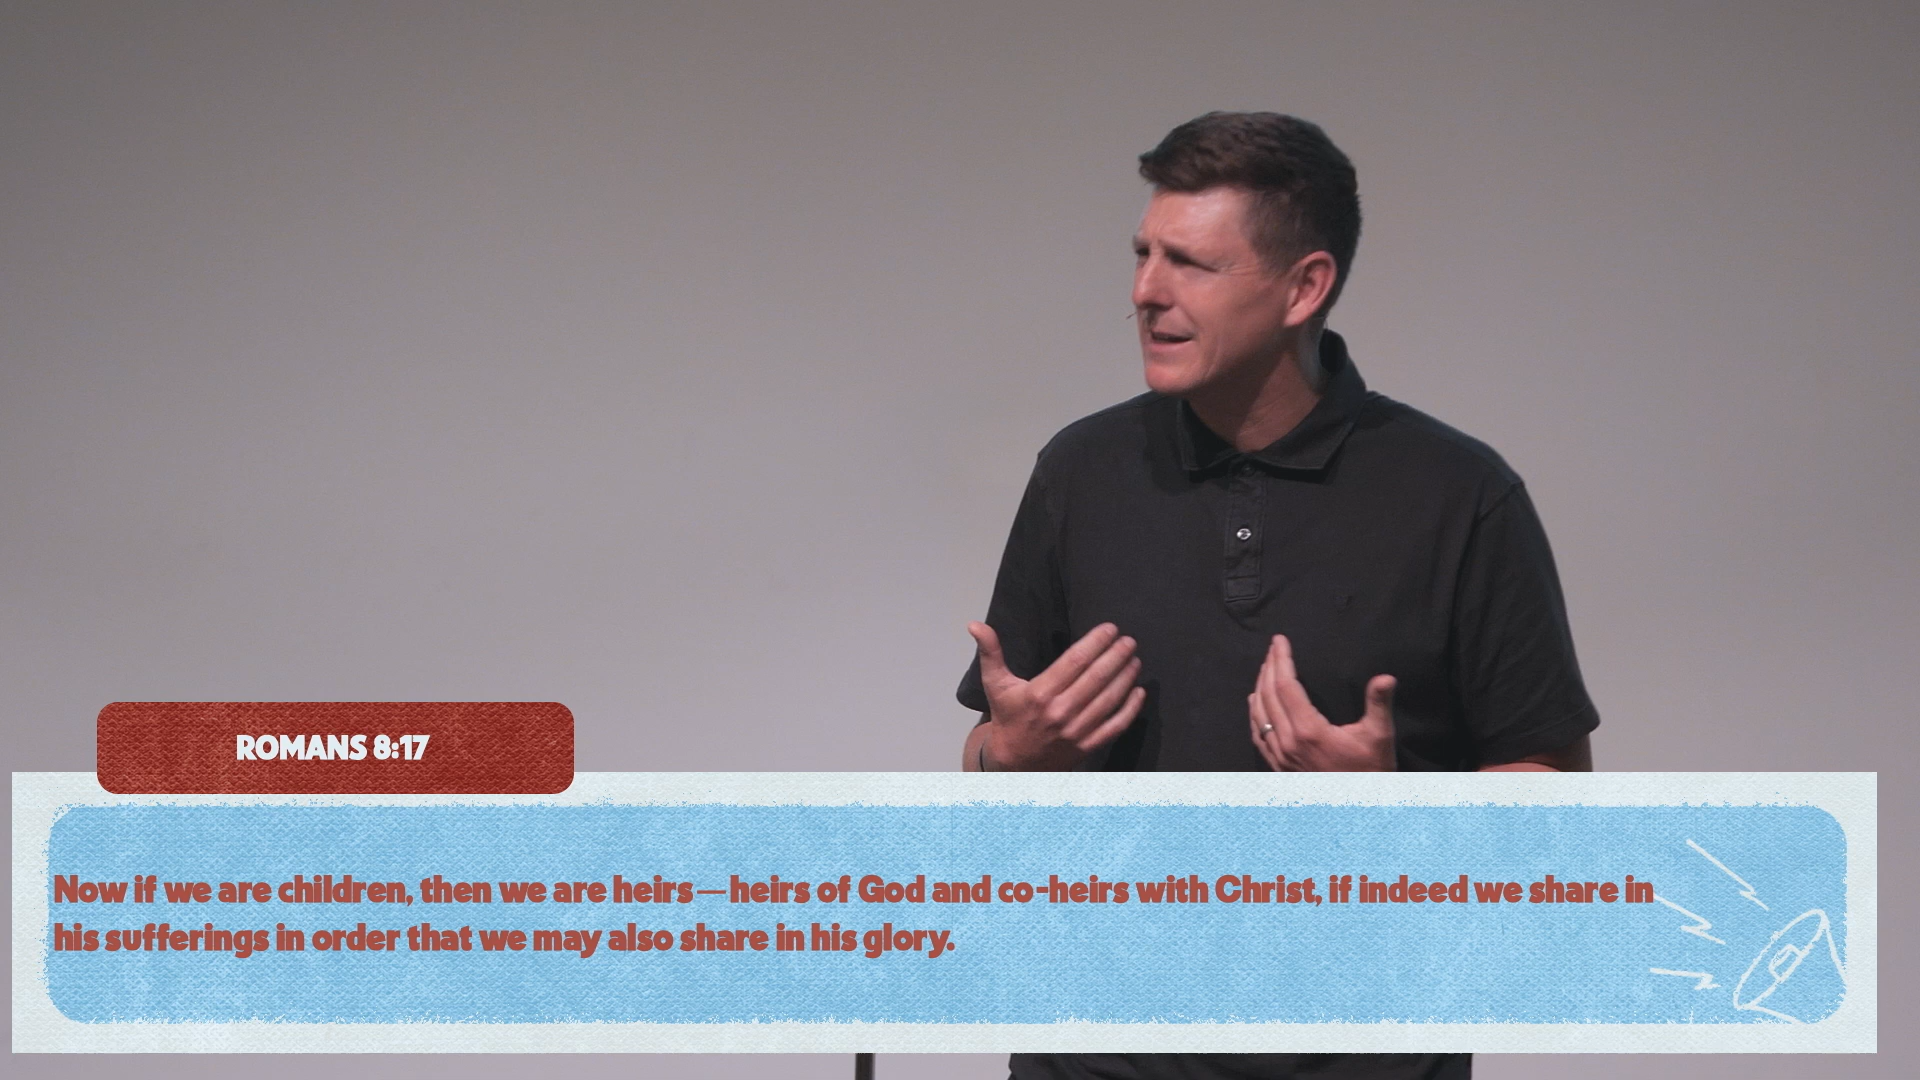 ROMANS 8:17
Now if we are children, then we are heirs—heirs of God and co-heirs with Christ, if indeed we share in
his sufferings in order that we may also share in his glory.